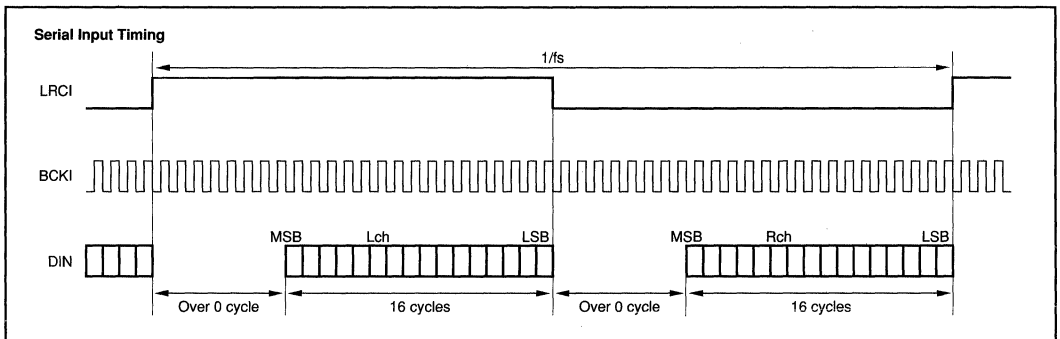 Serial Input Timing
1/fs
LRCI
BCKI
MSB Lch LSB MSB Rch LSB
DIN
Over 0 cycle 16 cycles Over 0 cycle 16 cycles